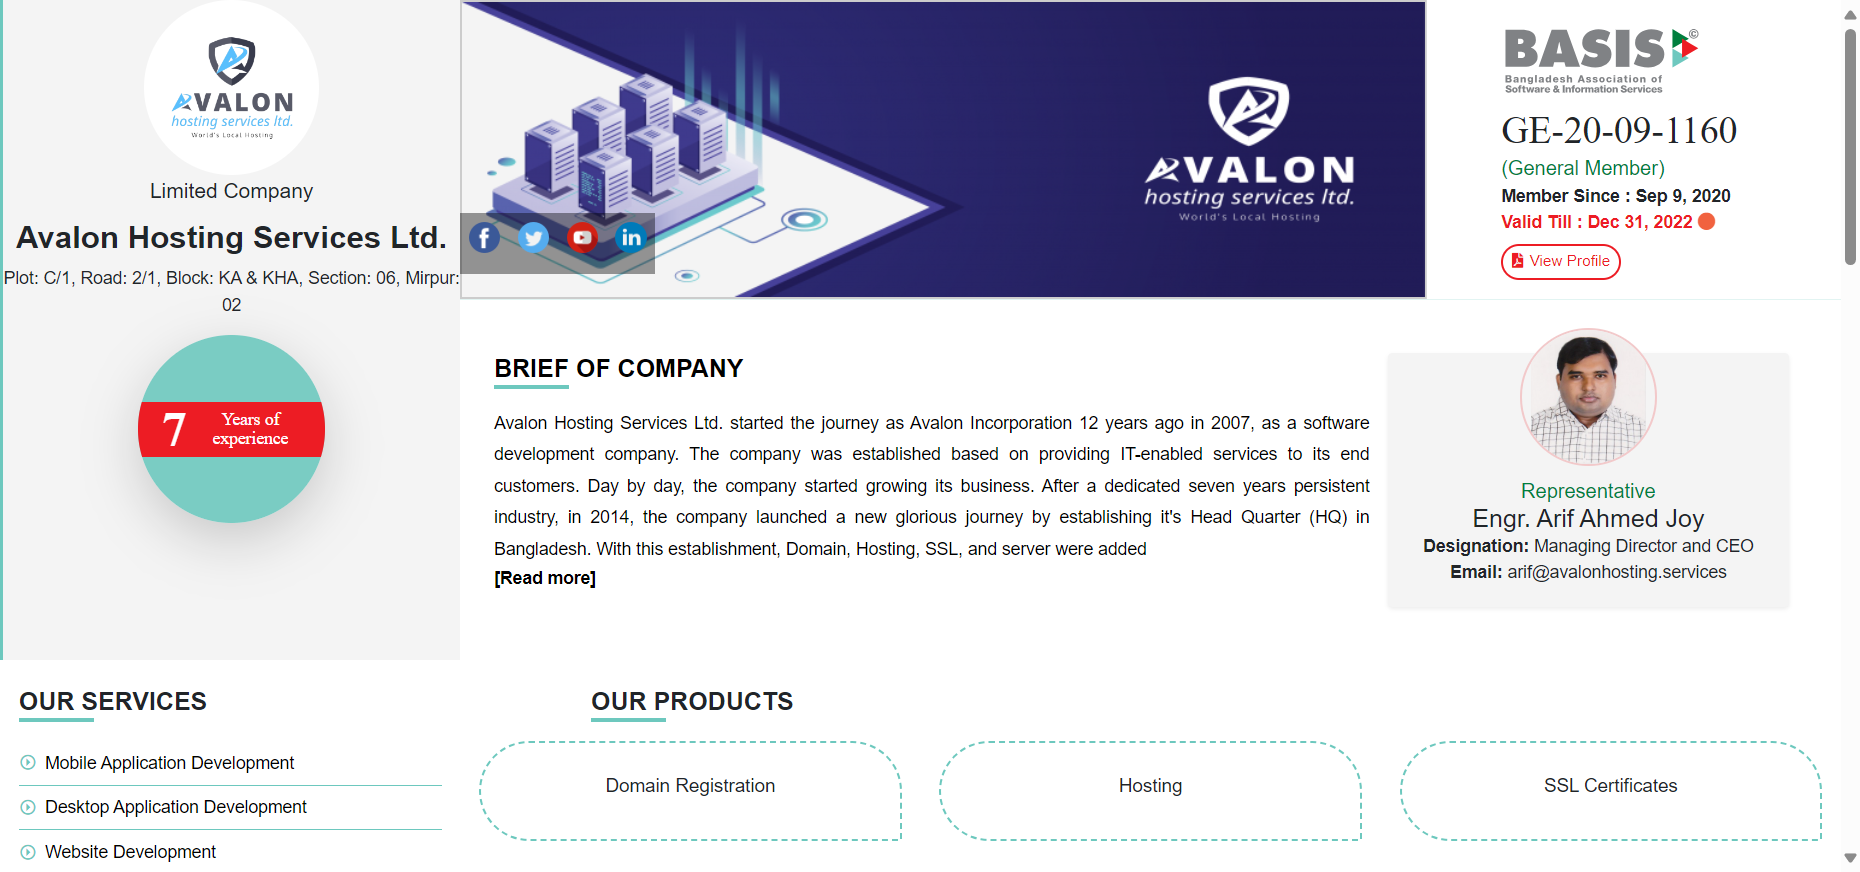 AVALON
hosting services ltd.
World's Local Hosting
Limited Company
Avalon Hosting Services Ltd.
Plot: C/1, Road: 2/1, Block: KA & KHA, Section: 06, Mirpur:
02
7 Years of
experience
AVALON
hosting services ltd.
World's Local Hosting
BASIS
Bangladesh Association of
Software & Information Services
GE-20-09-1160
(General Member)
Member Since : Sep 9, 2020
Valid Till : Dec 31, 2022
View Profile
BRIEF OF COMPANY
Avalon Hosting Services Ltd. started the journey as Avalon Incorporation 12 years ago in 2007, as a software
development company. The company was established based on providing IT-enabled services to its end
customers. Day by day, the company started growing its business. After a dedicated seven years persistent
industry, in 2014, the company launched a new glorious journey by establishing it's Head Quarter (HQ) in
Bangladesh. With this establishment, Domain, Hosting, SSL, and server were added
[Read more]
Representative
Engr. Arif Ahmed Joy
Designation: Managing Director and CEO
Email: arif@avalonhosting.services
OUR SERVICES
Mobile Application Development
Desktop Application Development
Website Development
OUR PRODUCTS
Domain Registration
Hosting
SSL Certificates